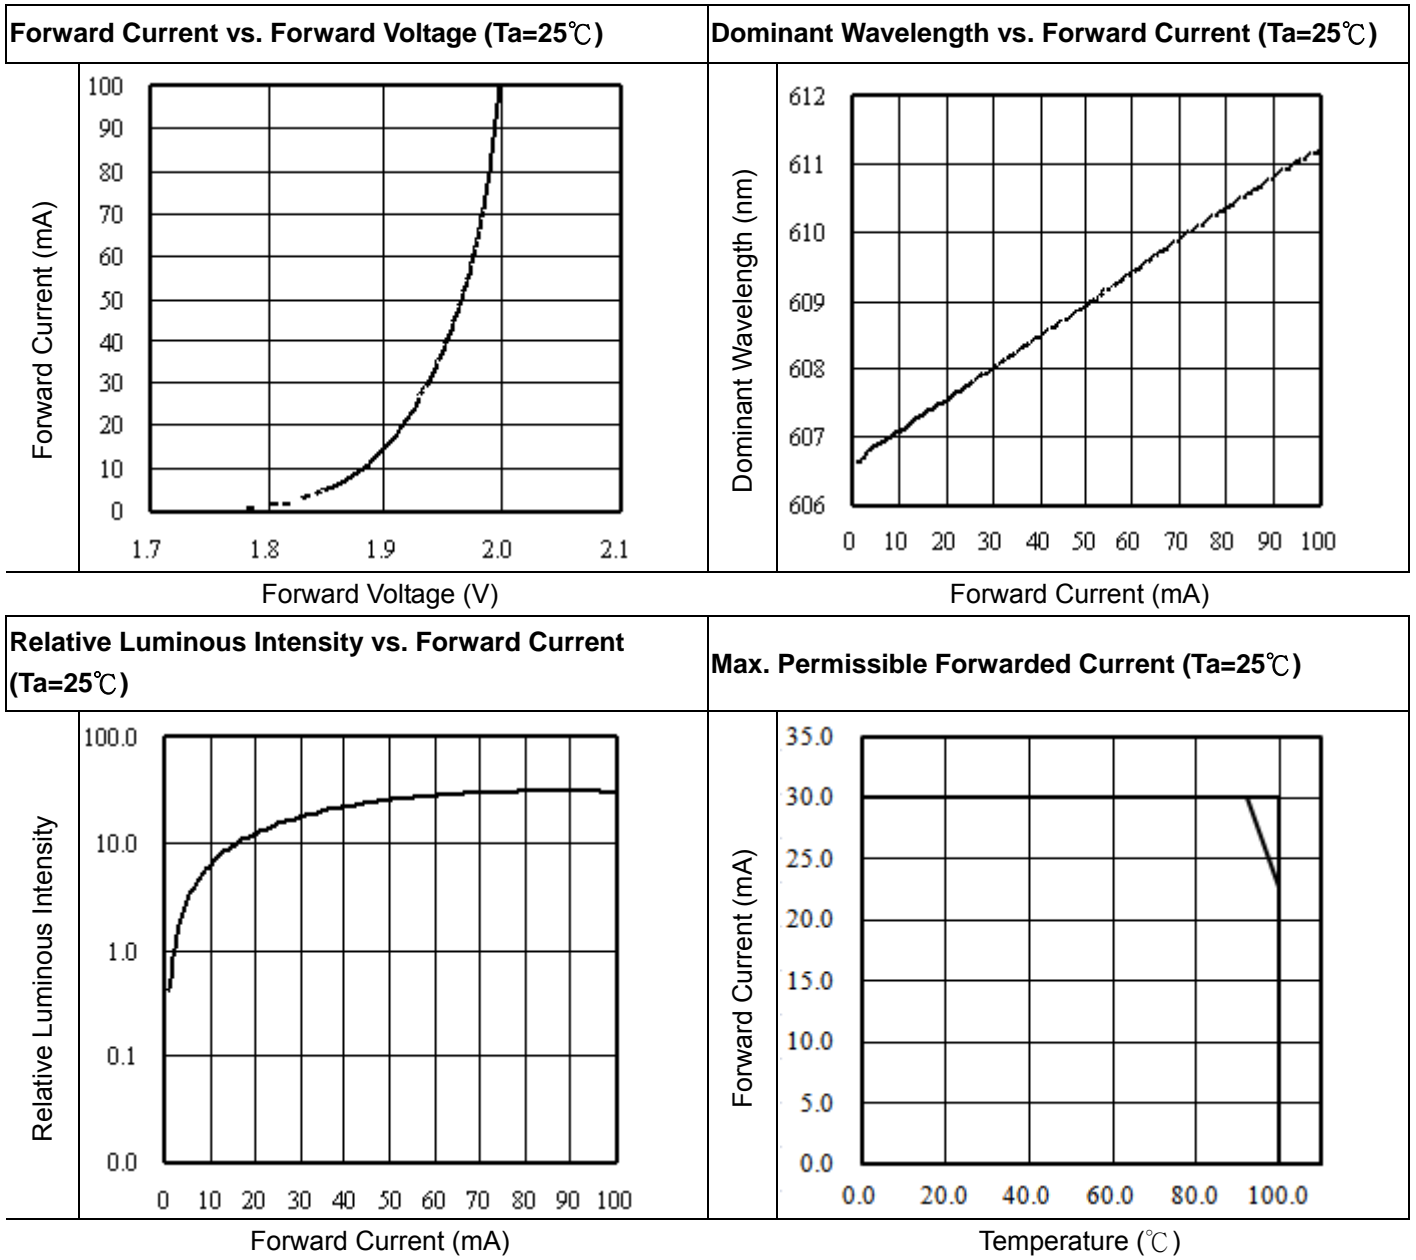 Forward Current vs. Forward Voltage (Ta=25℃)
Forward Current (mA)
100
90
80
70
60
50
40
30
20
10
0
1.7 1.8 1.9 2.0 2.1
Forward Voltage (V)
Dominant Wavelength vs. Forward Current (Ta=25℃)
Dominant Wavelength (nm)
612
611
610
609
608
607
606
0 10 20 30 40 50 60 70 80 90 100
Forward Current (mA)
Relative Luminous Intensity vs. Forward Current
(Ta=25℃)
Relative Luminous Intensity
100.0
10.0
1.0
0.1
0.0
0 10 20 30 40 50 60 70 80 90 100
Forward Current (mA)
Max. Permissible Forwarded Current (Ta=25℃)
Forward Current (mA)
35.0
30.0
25.0
20.0
15.0
10.0
5.0
0.0
0.0 20.0 40.0 60.0 80.0 100.0
Temperature (℃)